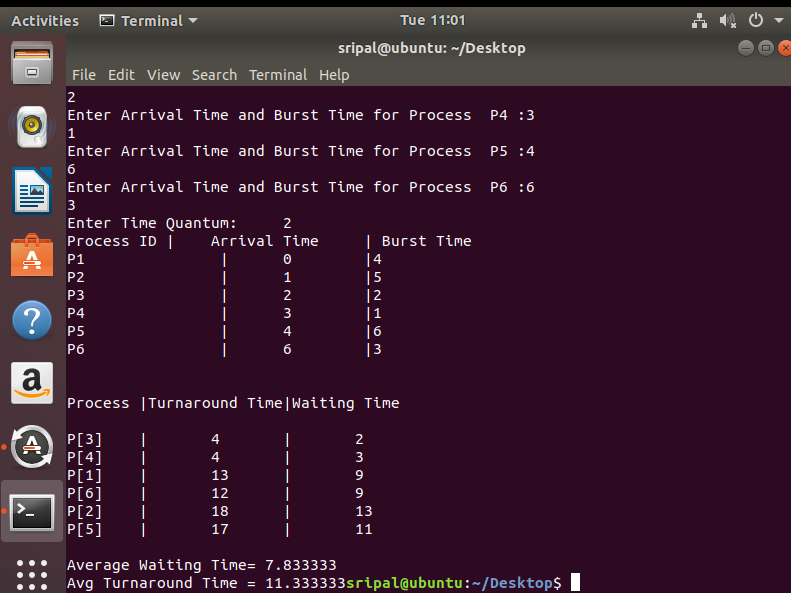 Activities Terminal Tue 11:01
sripal@ubuntu: ~/Desktop
File Edit View Search Terminal Help
2
Enter Arrival Time and Burst Time for Process  P4 :3
1
Enter Arrival Time and Burst Time for Process  P5 :4
6
Enter Arrival Time and Burst Time for Process  P6 :6
3
Enter Time Quantum:     2
Process ID |    Arrival Time     | Burst Time
P1               |      0        |4
P2               |      1        |5
P3               |      2        |2
P4               |      3        |1
P5               |      4        |6
P6               |      6        |3
Process |Turnaround Time|Waiting Time
P[3]    |       4       |       2
P[4]    |       4       |       3
P[1]    |       13      |       9
P[6]    |       12      |       9
P[2]    |       18      |       13
P[5]    |       17      |       11
Average Waiting Time= 7.833333
Avg Turnaround Time = 11.333333sripal@ubuntu:~/Desktop$